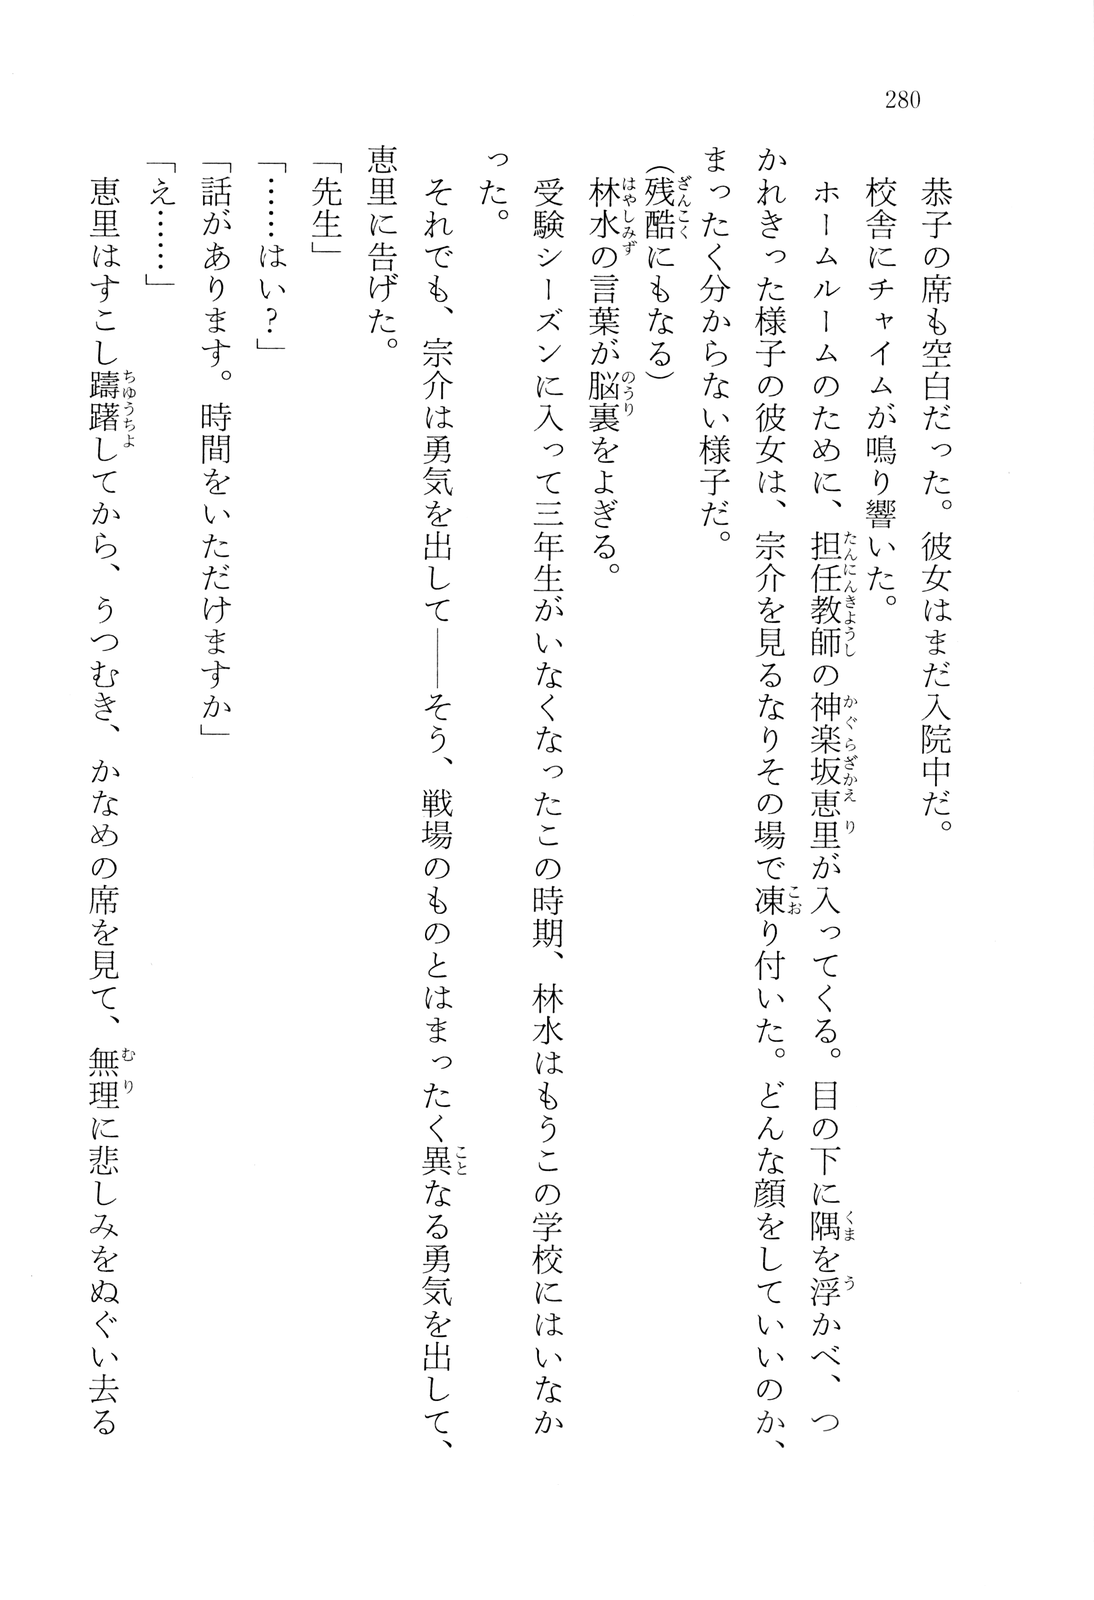 280
恭子の席も空白だった。彼女はまだ入院中だ。
校舎にチャイムが鳴り響いた。
ホームルームのために、担任教師の神楽坂恵里が入ってくる。目の下に隅を浮かべ、つ
かれきった様子の彼女は、宗介を見るなりその場で凍り付いた。どんな顔をしていいのか、
まったく分からない様子だ。
(残酷にもなる)
林水の言葉が脳裏をよぎる。
受験シーズンに入って三年生がいなくなったこの時期、林水はもうこの学校にはいなか
った。
それでも、宗介は勇気を出して――そう、戦場のものとはまったく異なる勇気を出して、
恵里に告げた。
「先生」
「……はい?」
「話があります。時間をいただけますか」
「え……」
恵里はすこし躊躇してから、うつむき、かなめの席を見て、無理に悲しみをぬぐい去る